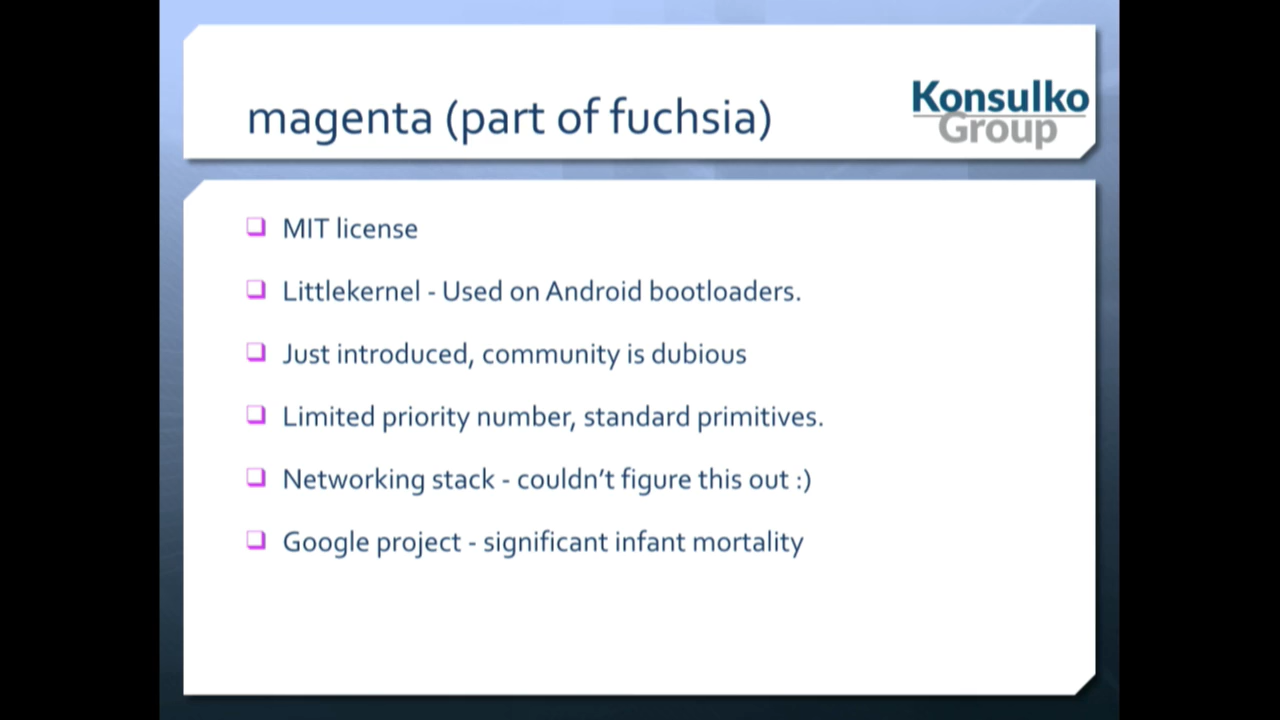 magenta (part of fuchsia)
Konsulko
Group
MIT license
Littlekernel - Used on Android bootloaders.
Just introduced, community is dubious
Limited priority number, standard primitives.
Networking stack - couldn’t figure this out :)
Google project - significant infant mortality